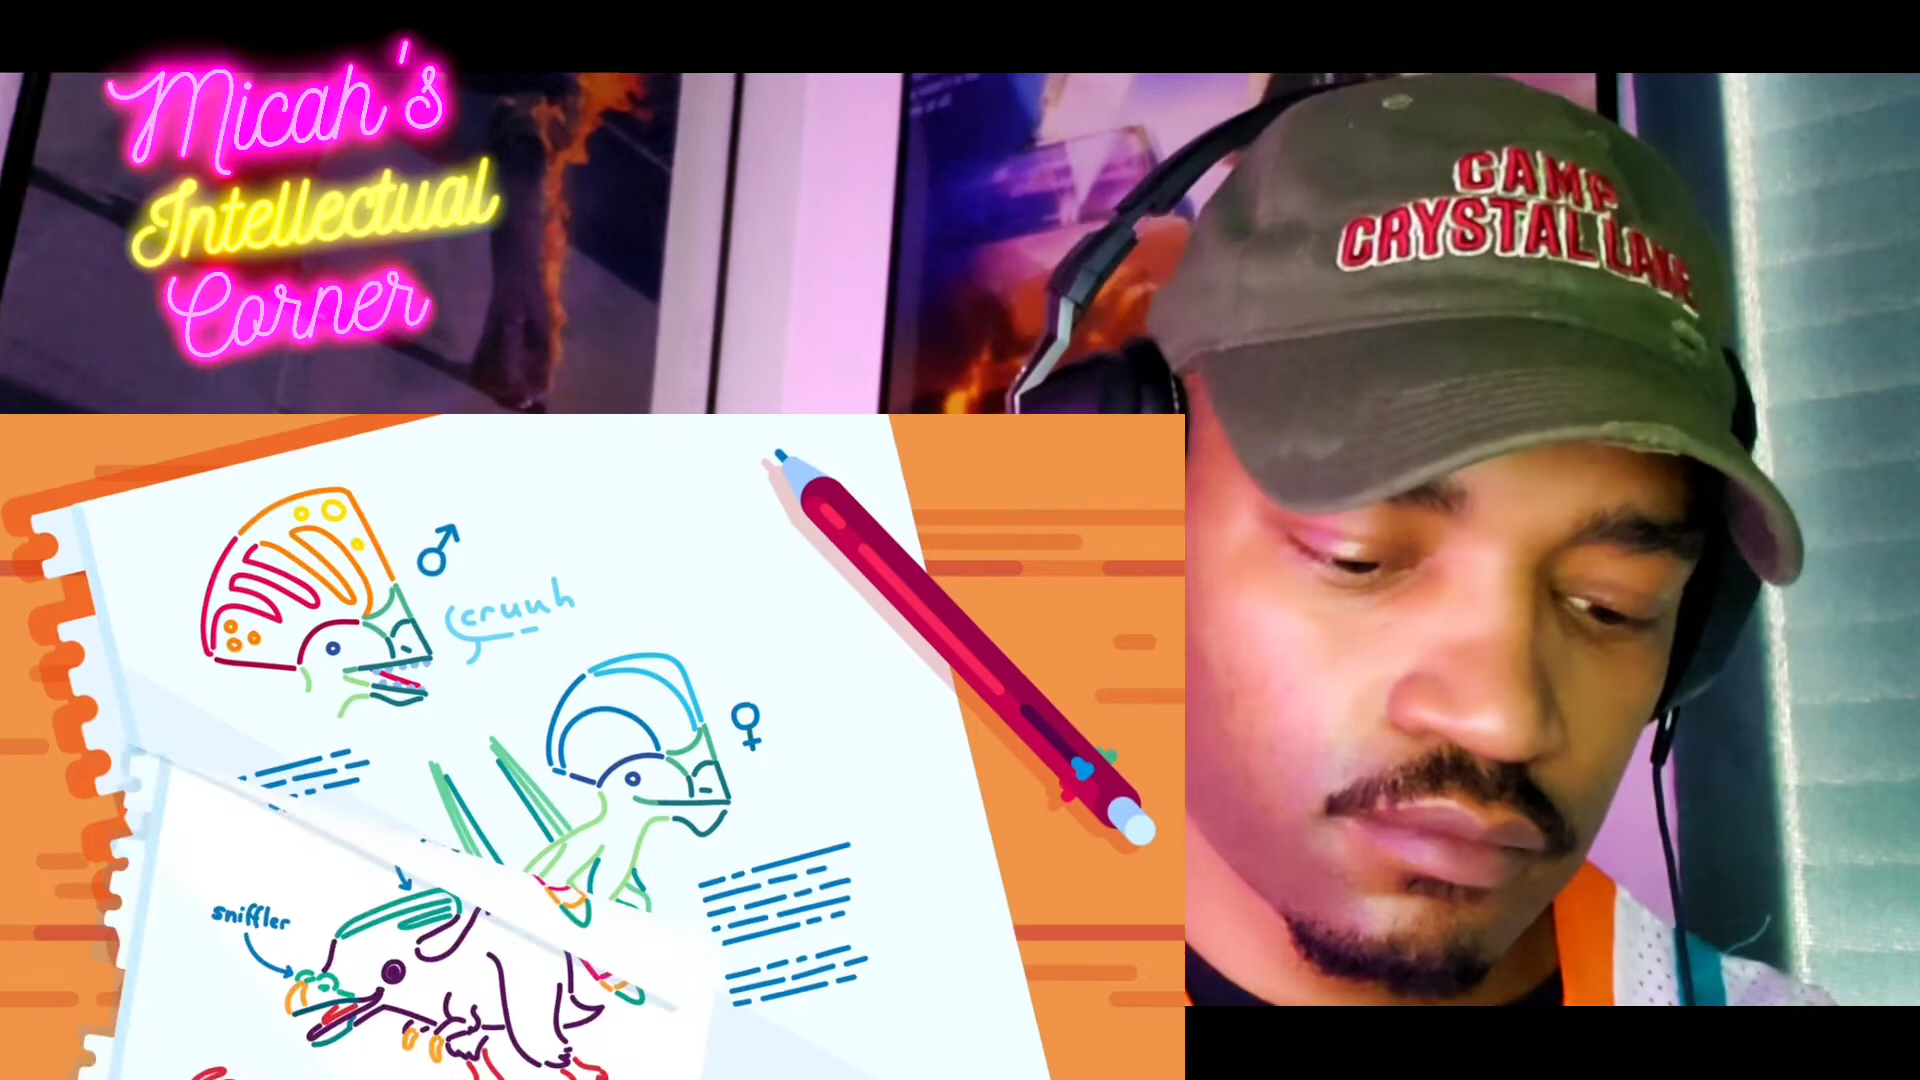 Micah's
Intellectual
Corner
CAMP
CRYSTAL LAKE
cruuh
sniffler